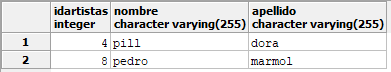 idartistas nombre apellido
integer character varying(255) character varying(255)
1 4 pill dora
2 8 pedro marmol